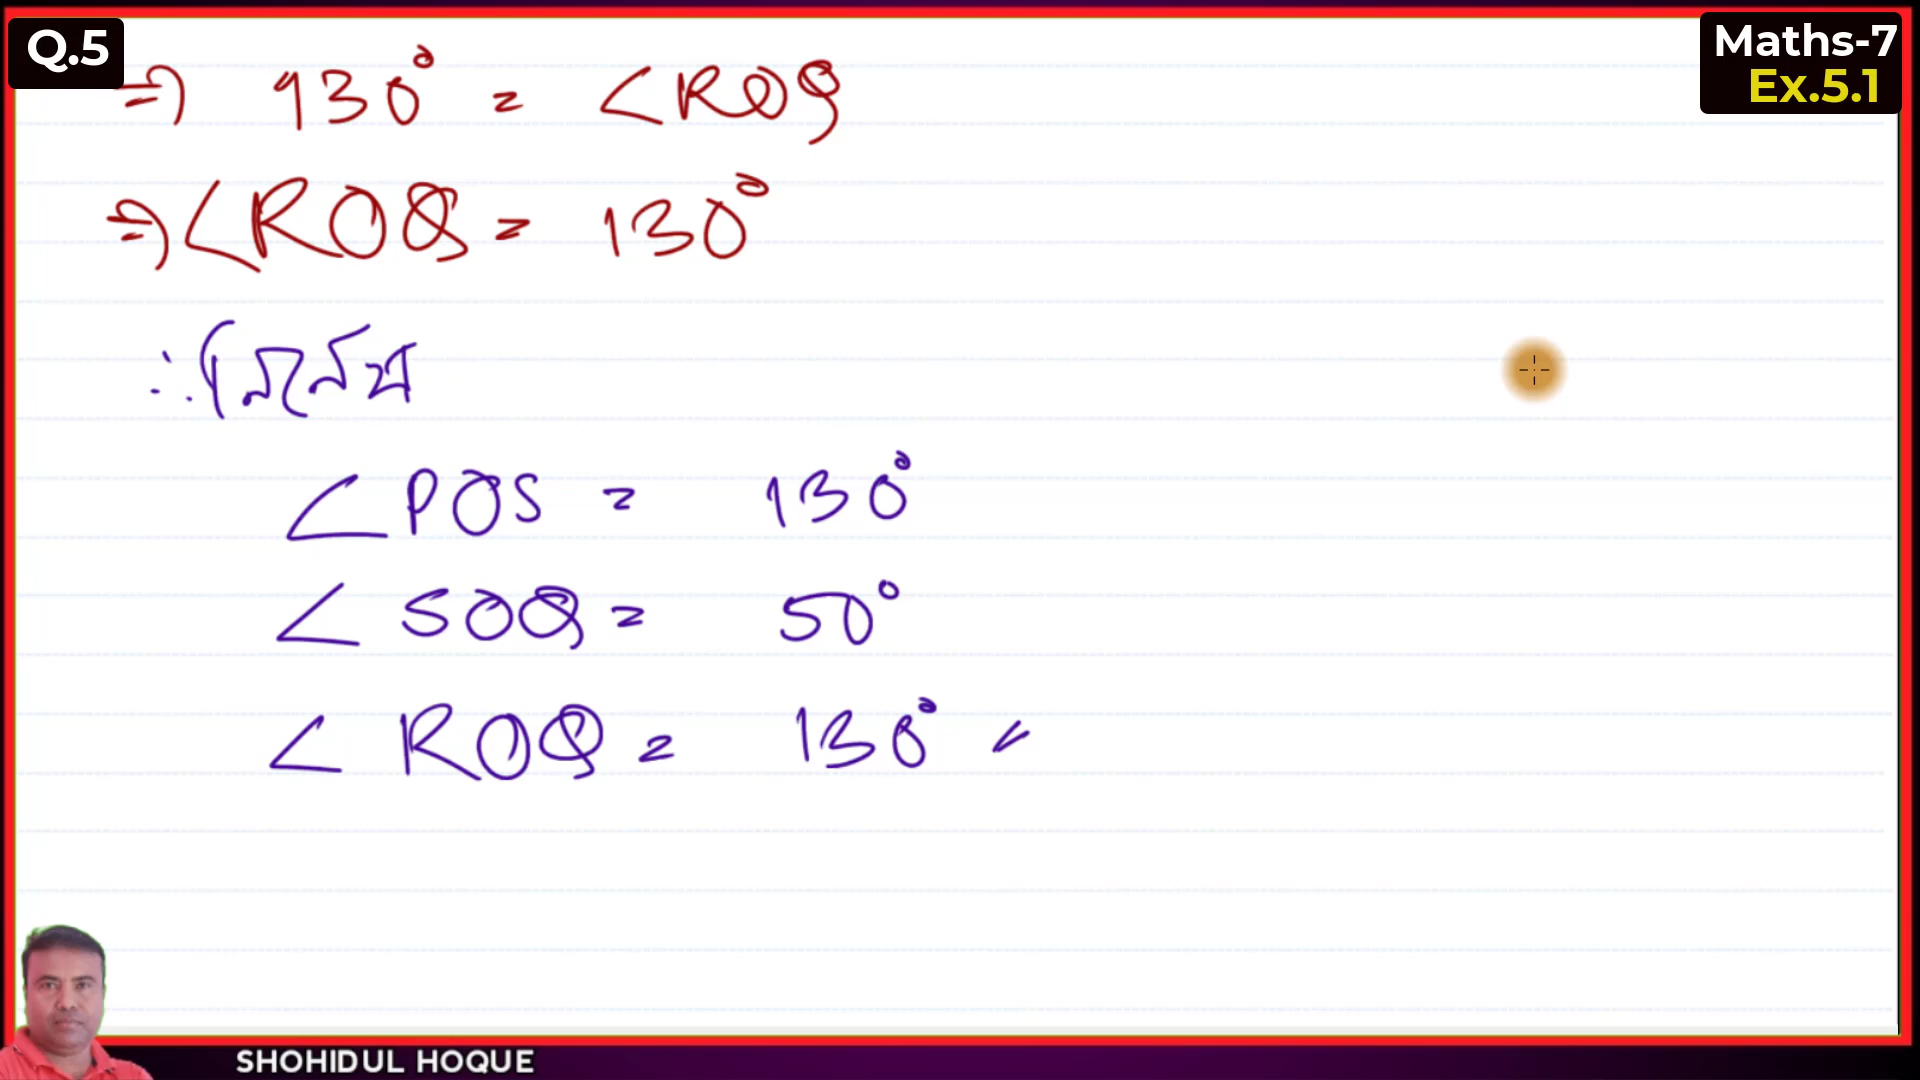 Q.5
Maths-7
Ex.5.1
⇒ 130° = ∠ROQ
⇒ ∠ROQ = 130°
∴ নির্ণেয়
∠POS = 130°
∠SOQ = 50°
∠ROQ = 130°
SHOHIDUL HOQUE